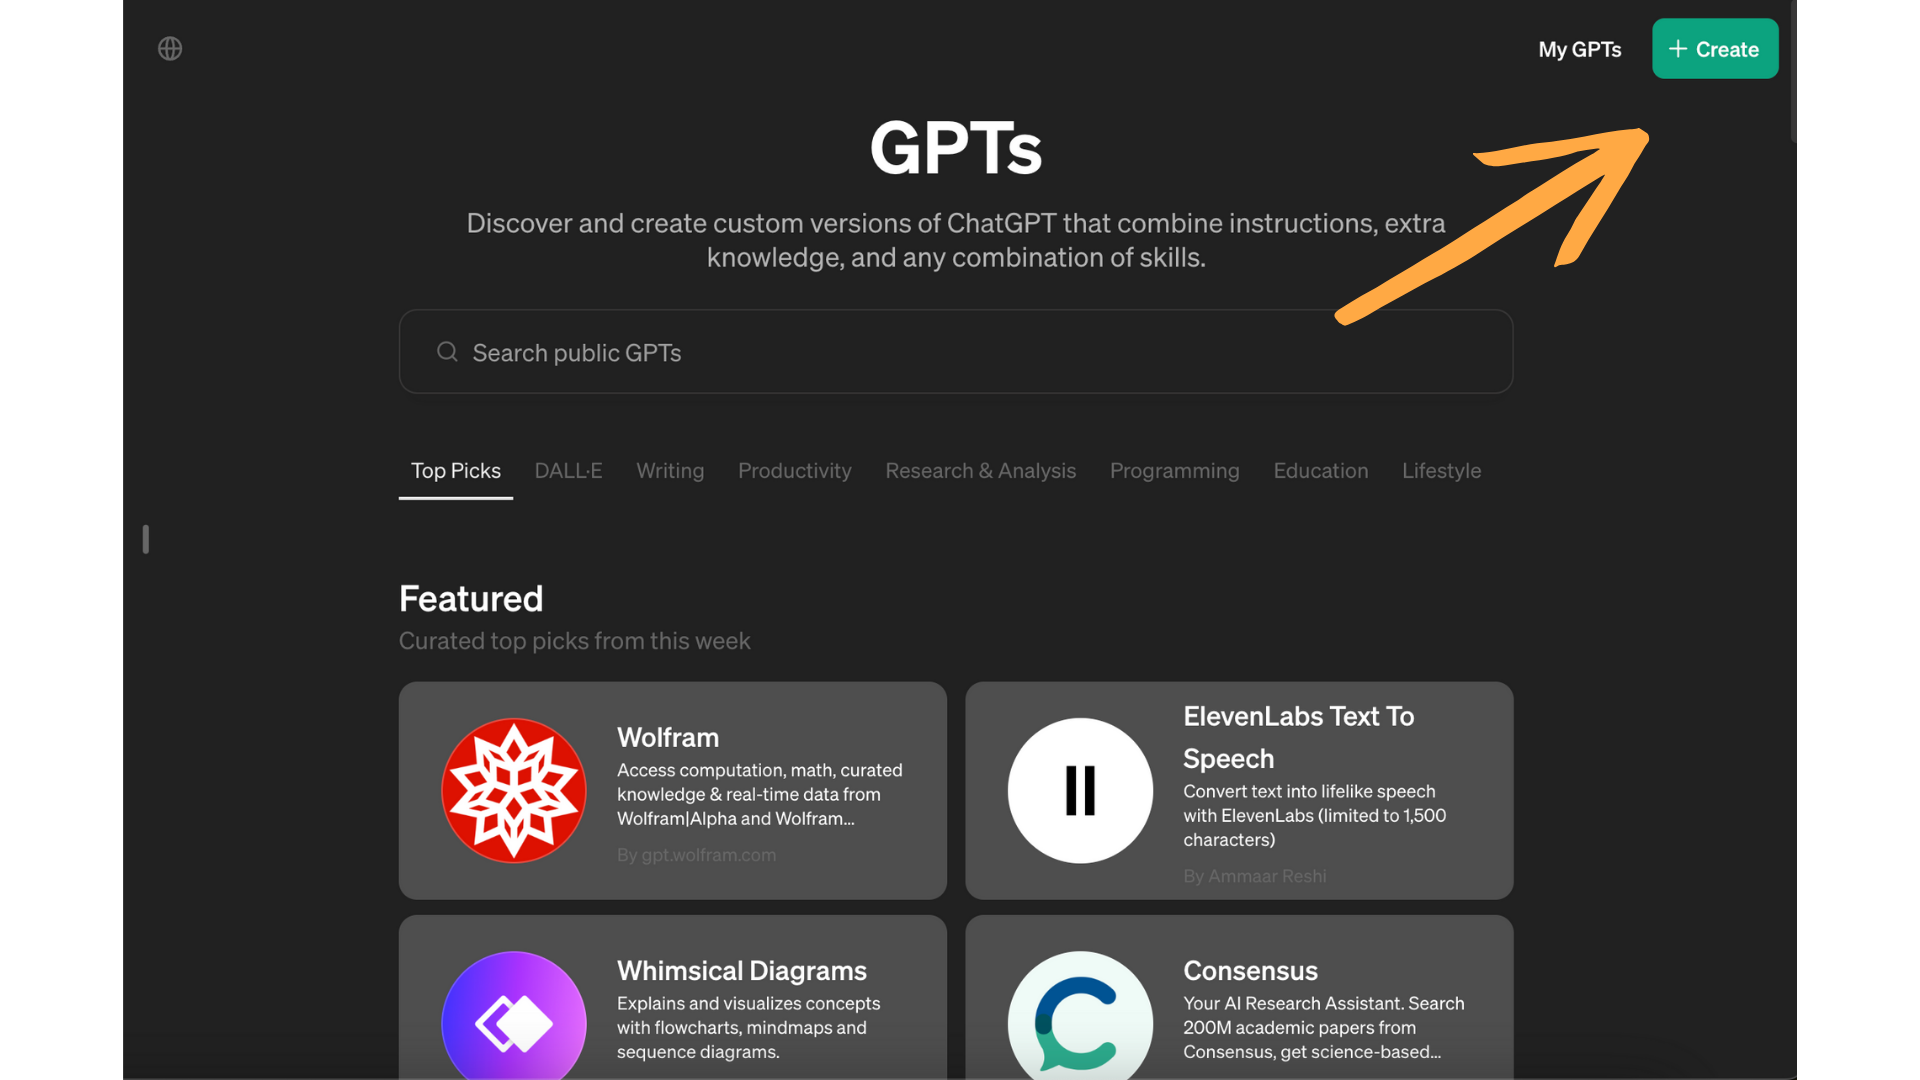 My GPTs
+ Create
GPTs
Discover and create custom versions of ChatGPT that combine instructions, extra
knowledge, and any combination of skills.
Search public GPTs
Top Picks DALL·E Writing Productivity Research & Analysis Programming Education Lifestyle
Featured
Curated top picks from this week
Wolfram
Access computation, math, curated
knowledge & real-time data from
Wolfram|Alpha and Wolfram...
By gpt.wolfram.com
ElevenLabs Text To
Speech
Convert text into lifelike speech
with ElevenLabs (limited to 1,500
characters)
By Ammaar Reshi
Whimsical Diagrams
Explains and visualizes concepts
with flowcharts, mindmaps and
sequence diagrams.
Consensus
Your AI Research Assistant. Search
200M academic papers from
Consensus, get science-based...